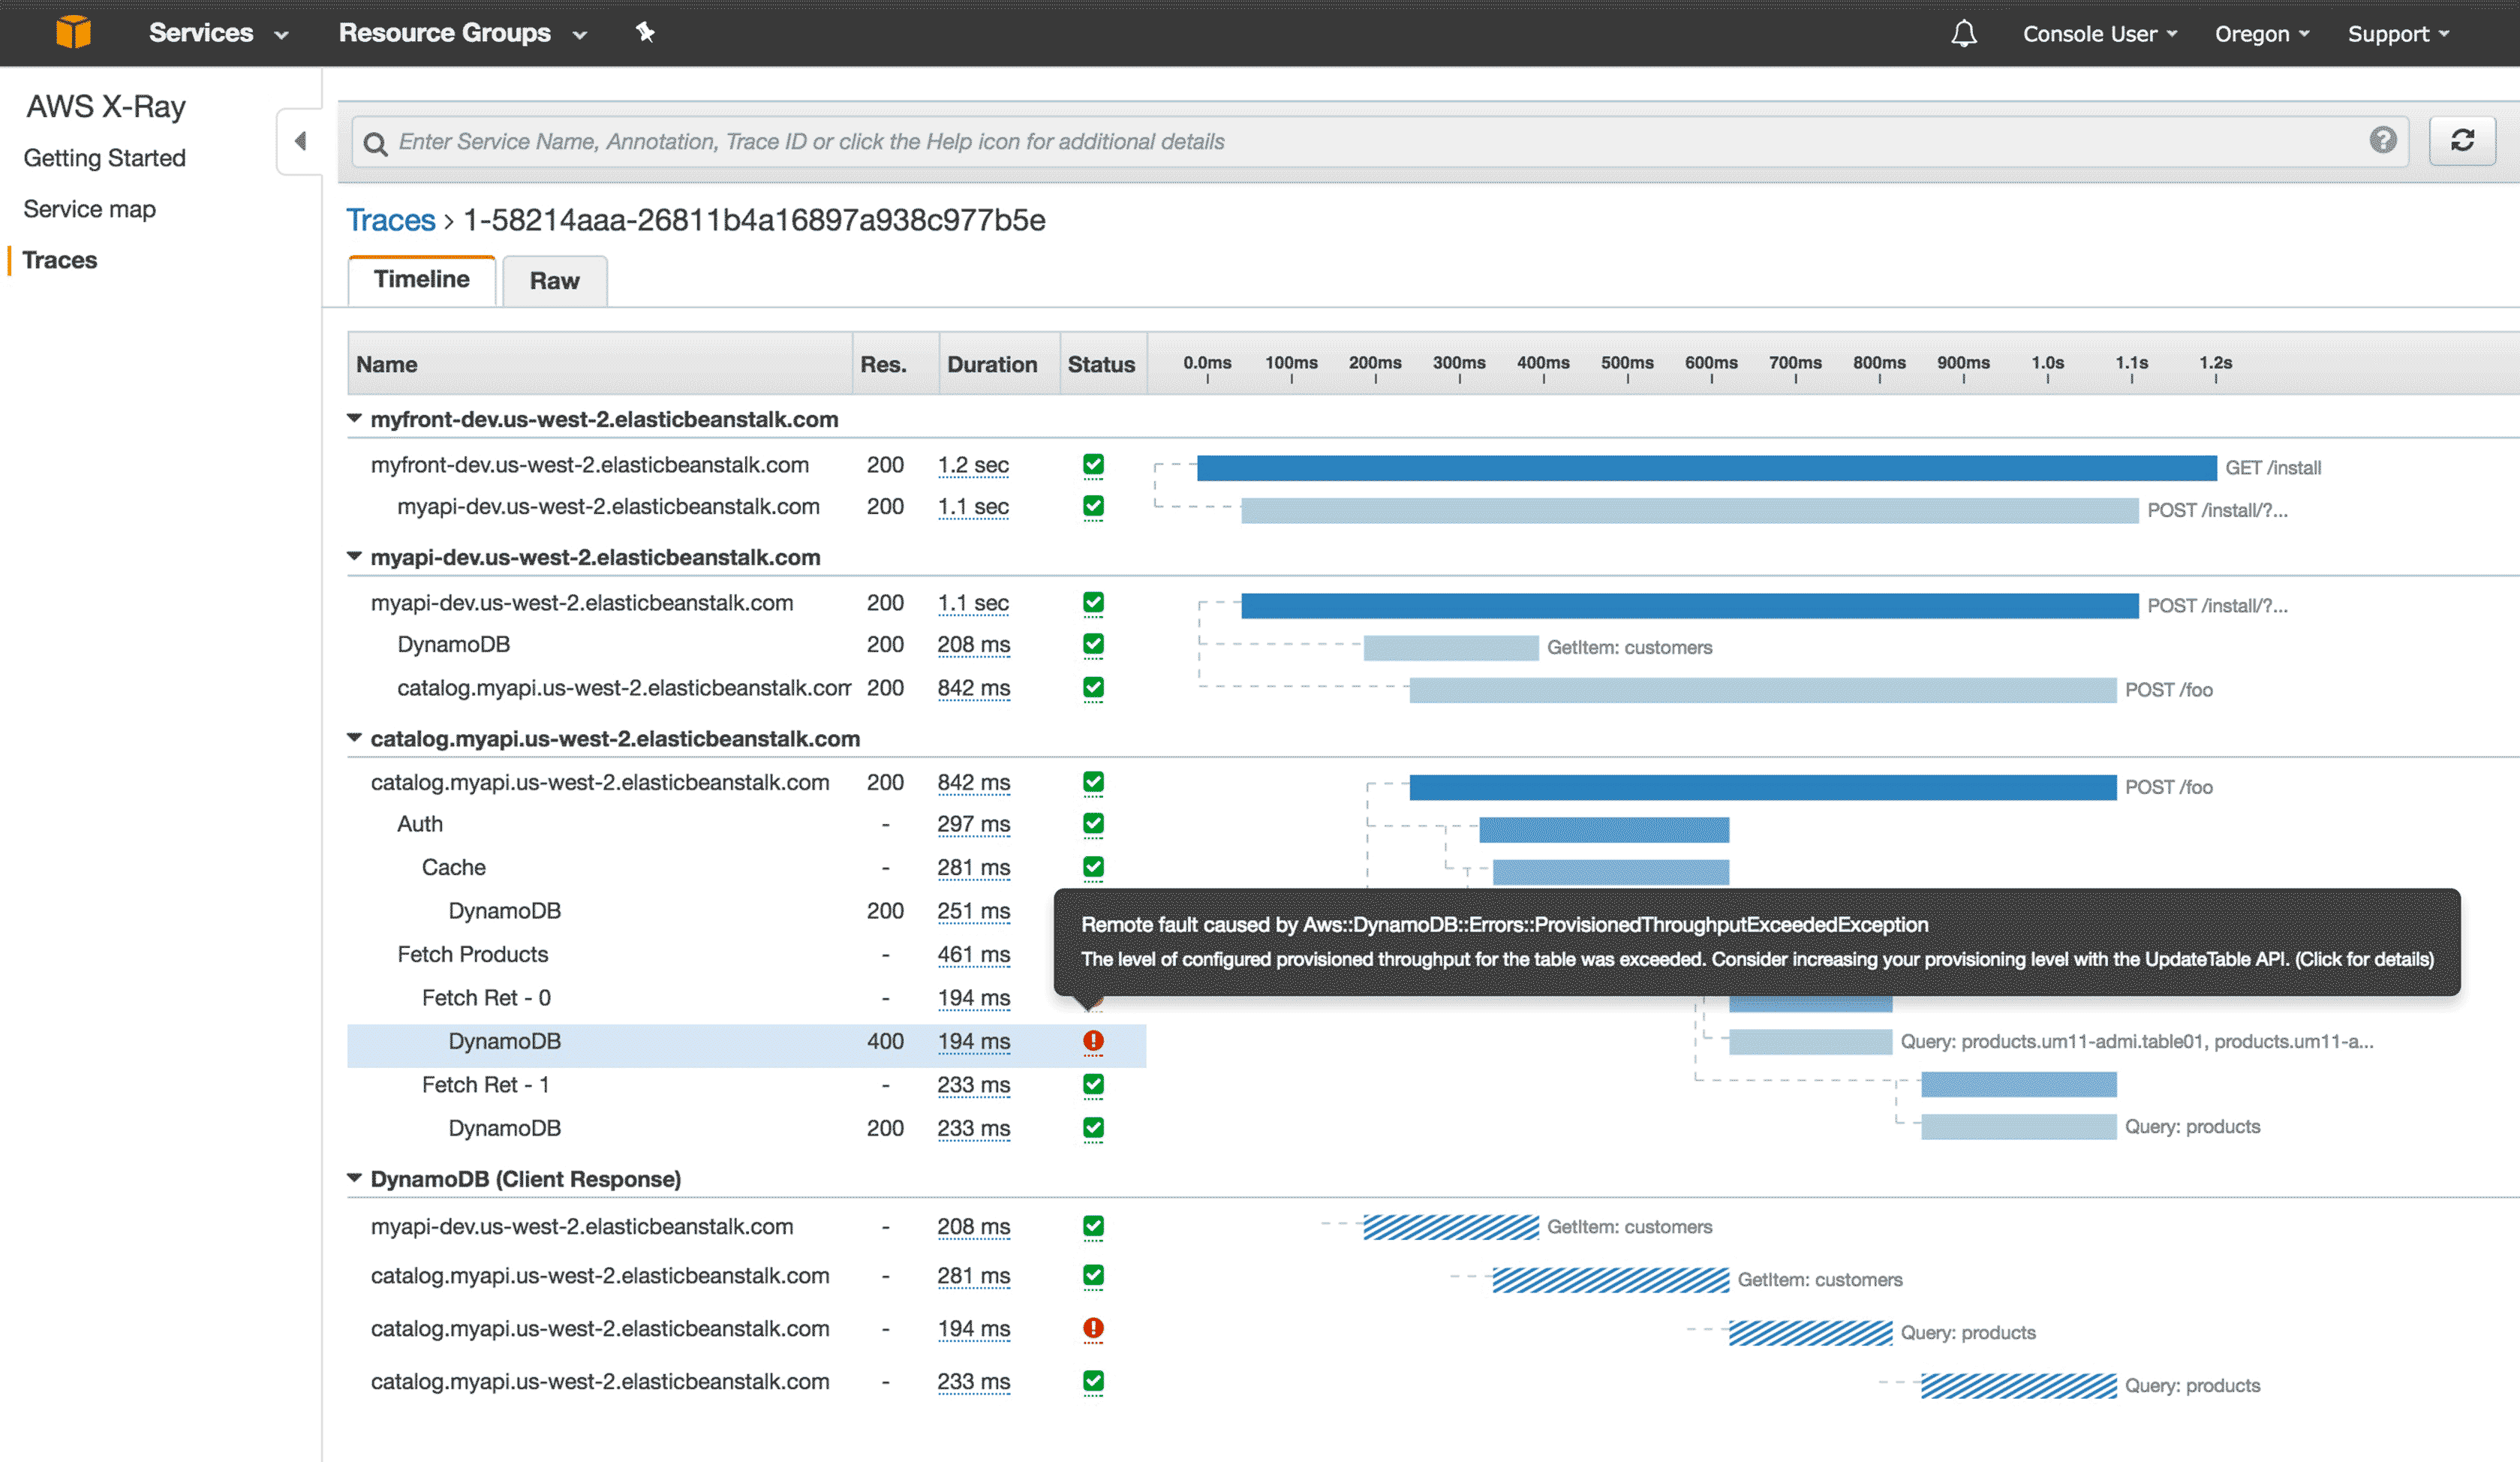 Services Resource Groups Console User Oregon Support
AWS X-Ray
Getting Started
Service map
Traces
Enter Service Name, Annotation, Trace ID or click the Help icon for additional details
Traces › 1-58214aaa-26811b4a16897a938c977b5e
Timeline Raw
Name Res. Duration Status 0.0ms 100ms 200ms 300ms 400ms 500ms 600ms 700ms 800ms 900ms 1.0s 1.1s 1.2s
myfront-dev.us-west-2.elasticbeanstalk.com
myfront-dev.us-west-2.elasticbeanstalk.com 200 1.2 sec GET /install
myapi-dev.us-west-2.elasticbeanstalk.com 200 1.1 sec POST /install/?...
myapi-dev.us-west-2.elasticbeanstalk.com
myapi-dev.us-west-2.elasticbeanstalk.com 200 1.1 sec POST /install/?...
DynamoDB 200 208 ms GetItem: customers
catalog.myapi.us-west-2.elasticbeanstalk.com 200 842 ms POST /foo
catalog.myapi.us-west-2.elasticbeanstalk.com
catalog.myapi.us-west-2.elasticbeanstalk.com 200 842 ms POST /foo
Auth - 297 ms
Cache - 281 ms
DynamoDB 200 251 ms
Remote fault caused by Aws::DynamoDB::Errors::ProvisionedThroughputExceededException
The level of configured provisioned throughput for the table was exceeded. Consider increasing your provisioning level with the UpdateTable API. (Click for details)
Fetch Products - 461 ms
Fetch Ret - 0 - 194 ms
DynamoDB 400 194 ms Query: products.um11-admi.table01, products.um11-a...
Fetch Ret - 1 - 233 ms
DynamoDB 200 233 ms Query: products
DynamoDB (Client Response)
myapi-dev.us-west-2.elasticbeanstalk.com - 208 ms GetItem: customers
catalog.myapi.us-west-2.elasticbeanstalk.com - 281 ms GetItem: customers
catalog.myapi.us-west-2.elasticbeanstalk.com - 194 ms Query: products
catalog.myapi.us-west-2.elasticbeanstalk.com - 233 ms Query: products